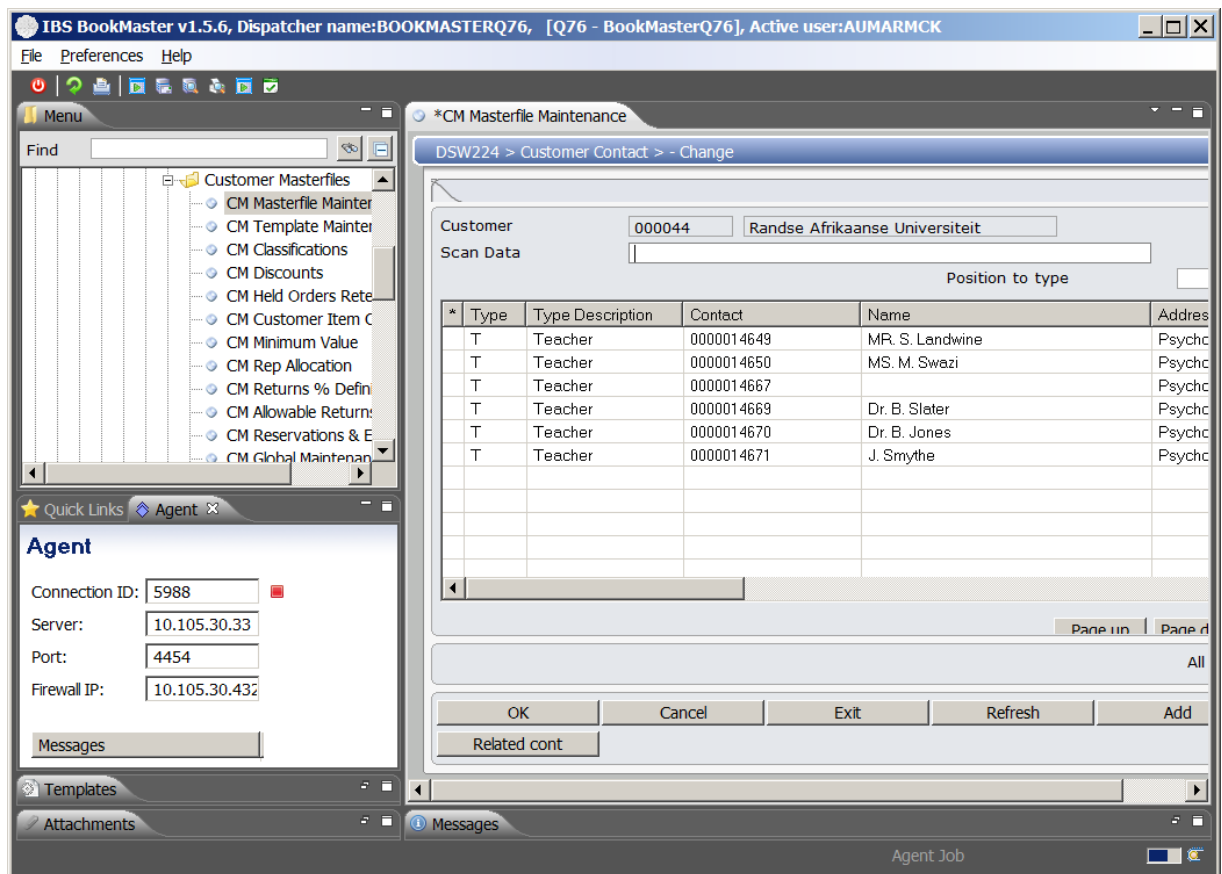 IBS BookMaster v1.5.6, Dispatcher name:BOOKMASTERQ76, [Q76 - BookMasterQ76], Active user:AUMARMCK
File Preferences Help
Menu
Find
Customer Masterfiles
CM Masterfile Mainter
CM Template Mainter
CM Classifications
CM Discounts
CM Held Orders Rete
CM Customer Item C
CM Minimum Value
CM Rep Allocation
CM Returns % Defini
CM Allowable Returns
CM Reservations & E
CM Global Maintenan
Quick Links Agent
Agent
Connection ID: 5988
Server: 10.105.30.33
Port: 4454
Firewall IP: 10.105.30.432
Messages
Templates
Attachments
*CM Masterfile Maintenance
DSW224 > Customer Contact > - Change
Customer 000044 Randse Afrikaanse Universiteit
Scan Data
Position to type
* Type Type Description Contact Name Addres
T Teacher 0000014649 MR. S. Landwine Psycho
T Teacher 0000014650 MS. M. Swazi Psycho
T Teacher 0000014667 Psycho
T Teacher 0000014669 Dr. B. Slater Psycho
T Teacher 0000014670 Dr. B. Jones Psycho
T Teacher 0000014671 J. Smythe Psycho
Page up Page d
All
OK Cancel Exit Refresh Add
Related cont
Messages
Agent Job